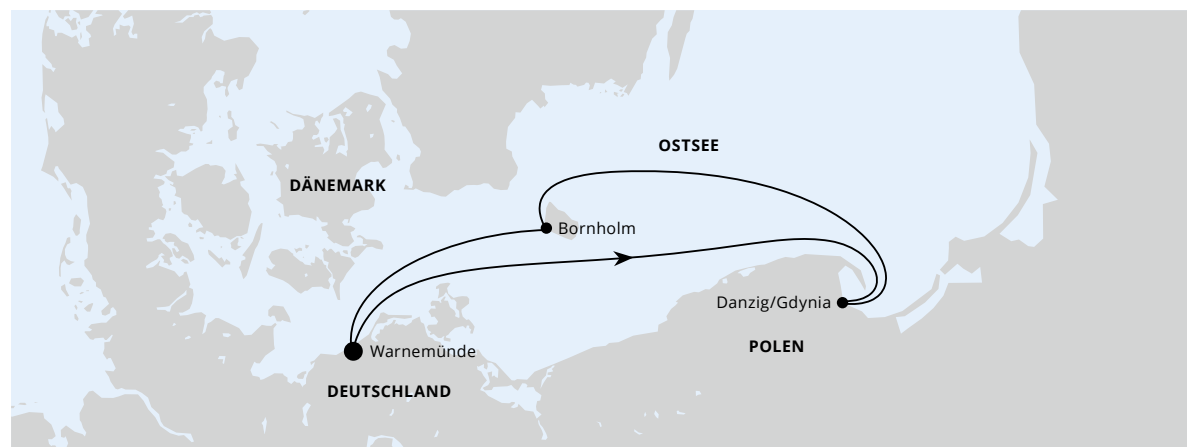 OSTSEE
DÄNEMARK
Bornholm
Danzig/Gdynia
POLEN
Warnemünde
DEUTSCHLAND